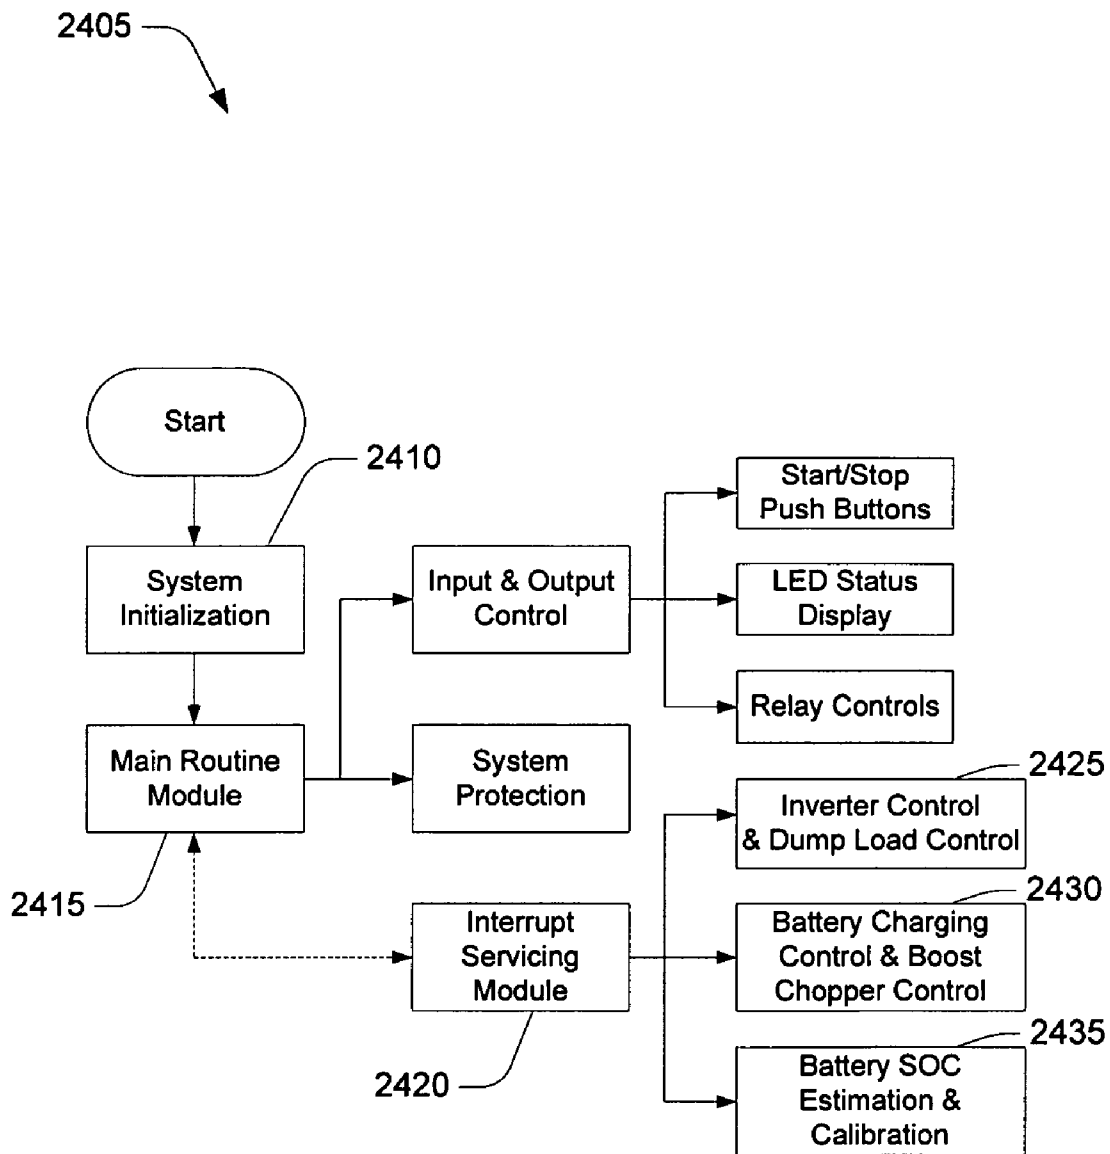 2405
Start
2410
System
Initialization
Input & Output
Control
Start/Stop
Push Buttons
LED Status
Display
Relay Controls
Main Routine
Module
System
Protection
2415
2425
Inverter Control
& Dump Load Control
2430
Interrupt
Servicing
Module
Battery Charging
Control & Boost
Chopper Control
2420
2435
Battery SOC
Estimation &
Calibration